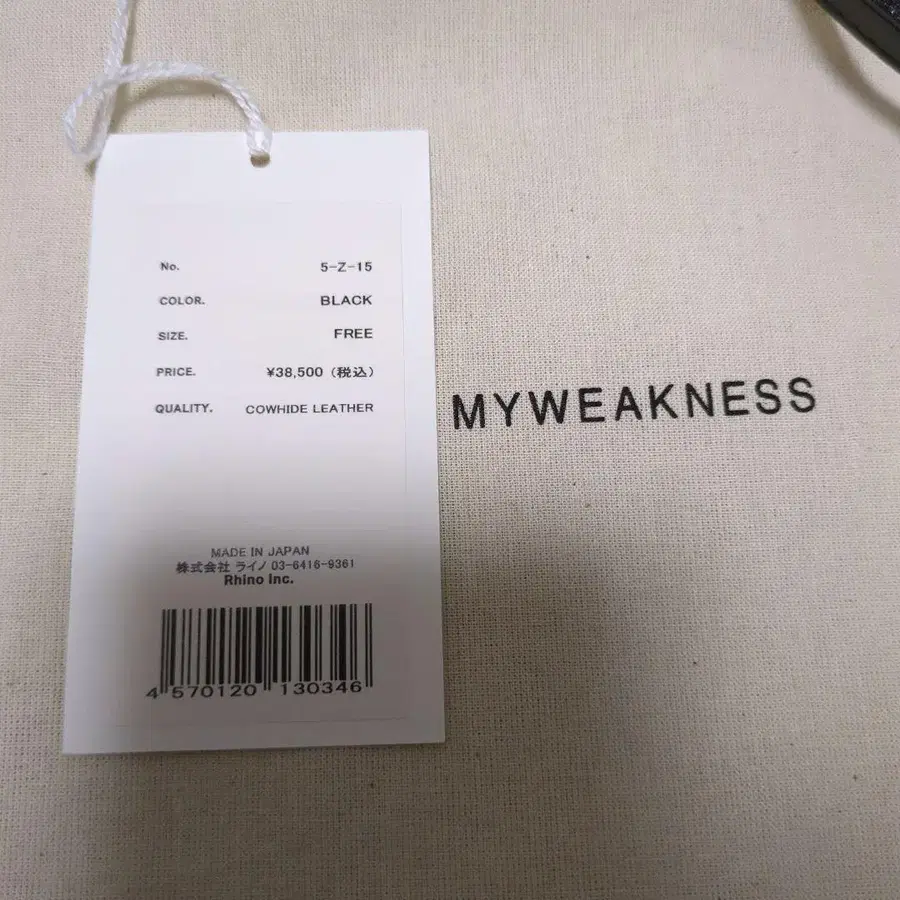 No. 5-Z-15
COLOR. BLACK
SIZE. FREE
PRICE. ¥38,500 (税込)
QUALITY. COWHIDE LEATHER
MYWEAKNESS
MADE IN JAPAN
株式会社 ライノ 03-6416-9361
Rhino Inc.
4 570120 130346